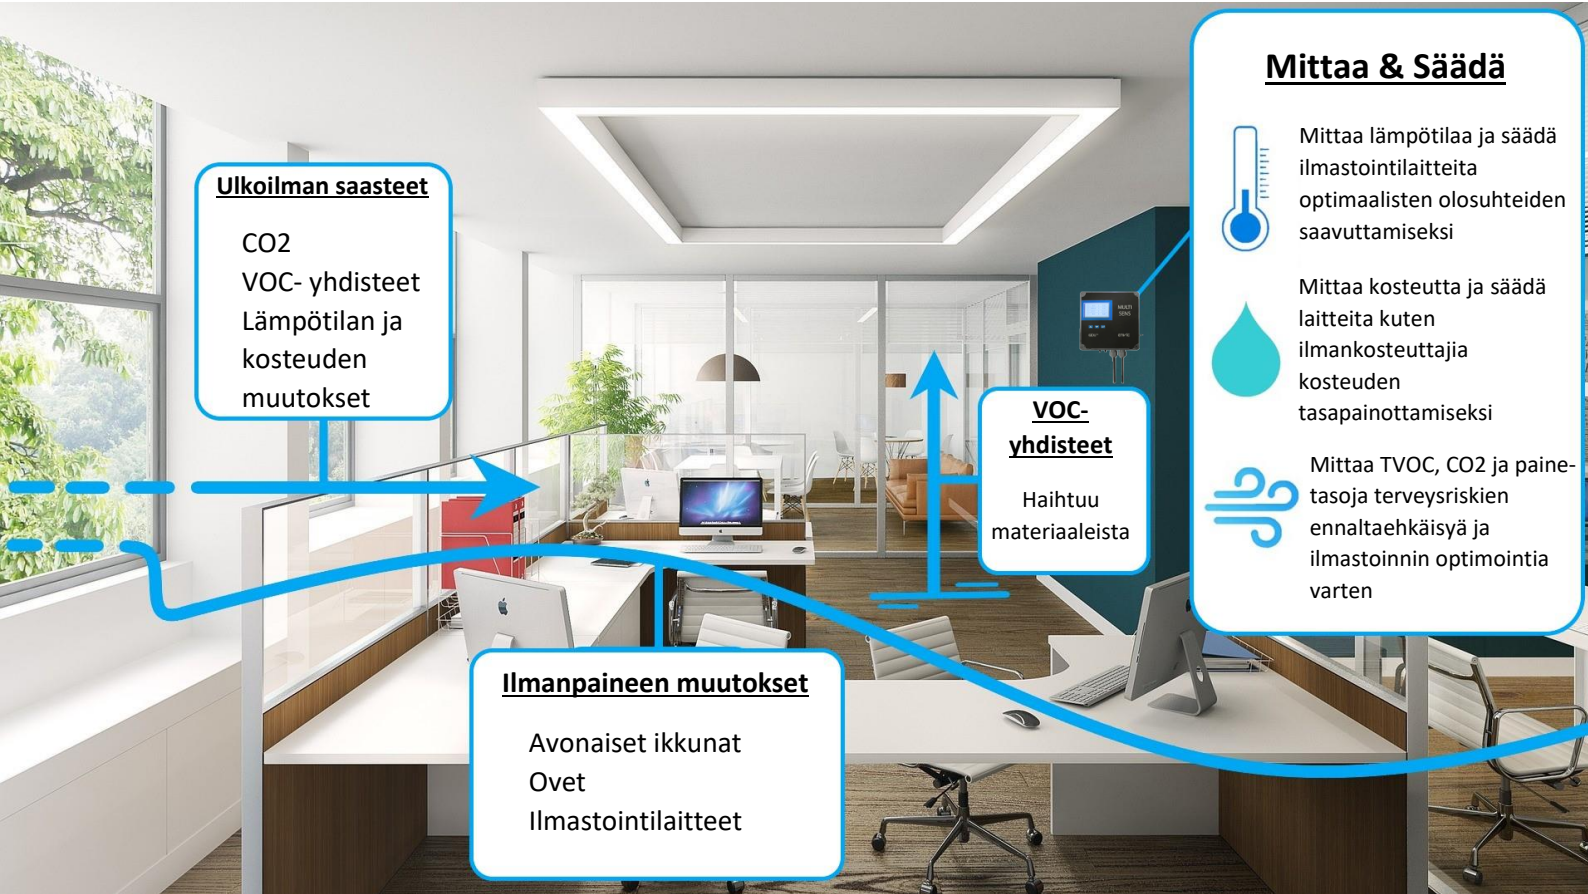 Mittaa & Säädä
Mittaa lämpötilaa ja säädä
ilmastointilaitteita
optimaalisten olosuhteiden
saavuttamiseksi
Mittaa kosteutta ja säädä
laitteita kuten
ilmankosteuttajia
kosteuden
tasapainottamiseksi
Mittaa TVOC, CO2 ja paine-
tasoja terveysriskien
ennaltaehkäisyä ja
ilmastoinnin optimointia
varten
Ulkoilman saasteet
CO2
VOC- yhdisteet
Lämpötilan ja
kosteuden
muutokset
MULTI
SENS
VOC-
yhdisteet
Haihtuu
materiaaleista
Ilmanpaineen muutokset
Avonaiset ikkunat
Ovet
Ilmastointilaitteet